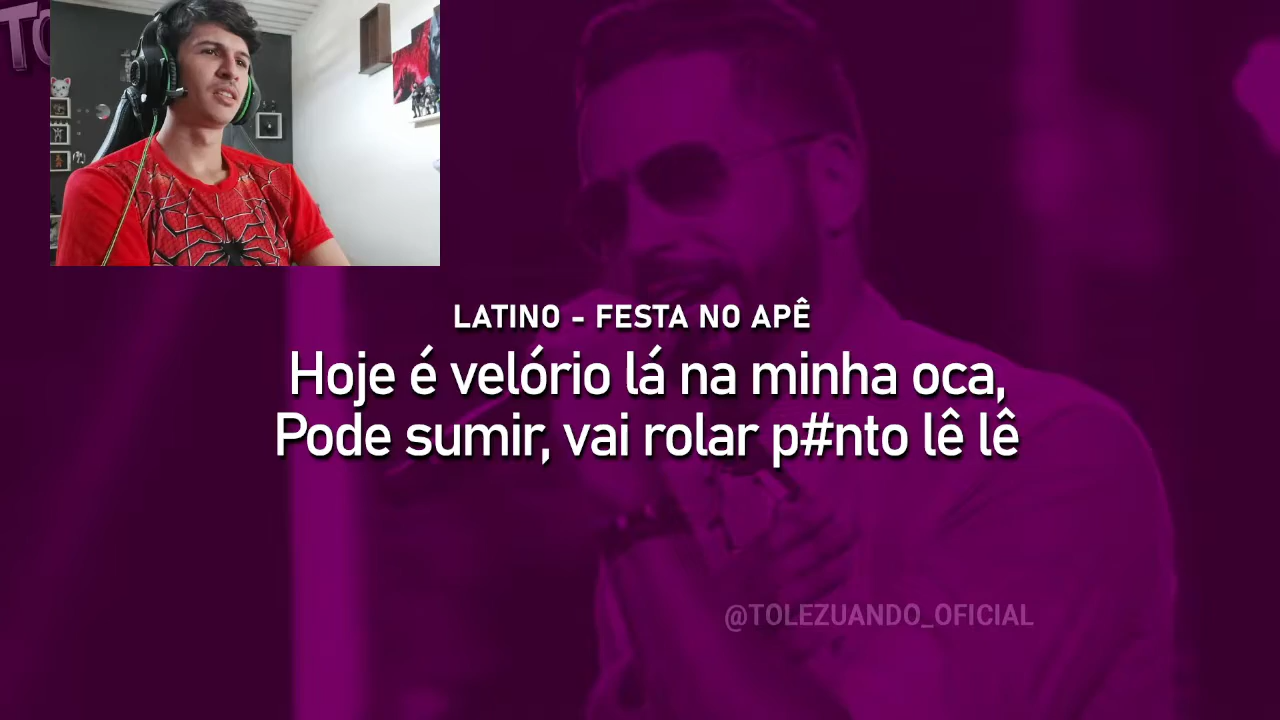 LATINO - FESTA NO APÊ
Hoje é velório lá na minha oca,
Pode sumir, vai rolar p#nto lê lê
@TOLEZUANDO_OFICIAL